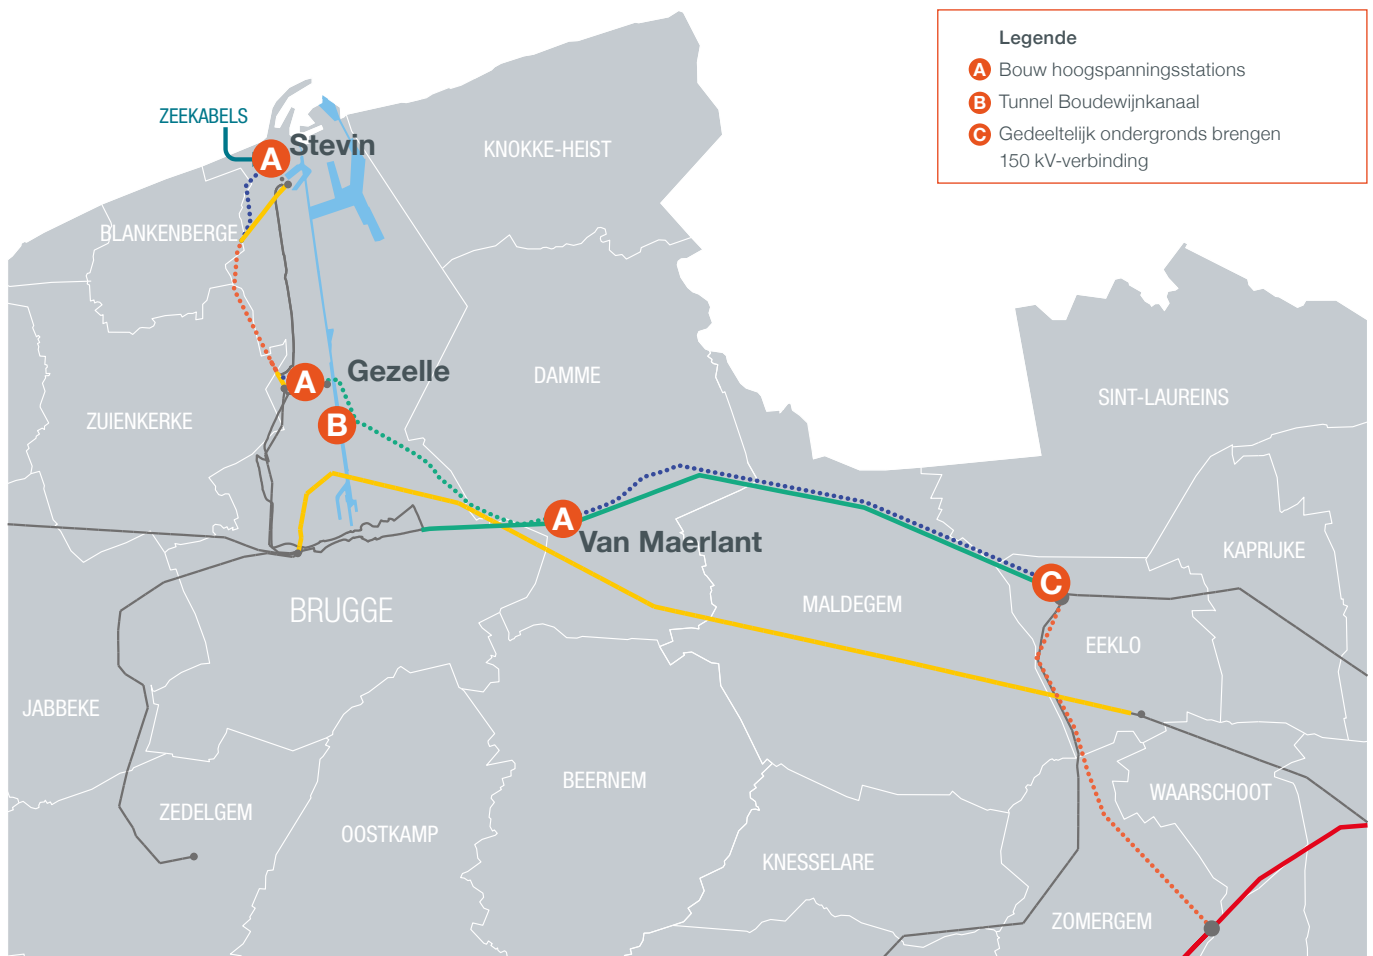 Legende
A Bouw hoogspanningsstations
B Tunnel Boudewijnkanaal
C Gedeeltelijk ondergronds brengen
150 kV-verbinding
ZEEKABELS
A Stevin
KNOKKE-HEIST
BLANKENBERGE
A Gezelle
DAMME
SINT-LAUREINS
ZUIENKERKE
B
A
Van Maerlant
KAPRIJKE
C
BRUGGE
MALDEGEM
EEKLO
JABBEKE
BEERNEM
WAARSCHOOT
ZEDELGEM
OOSTKAMP
KNESSELARE
ZOMERGEM